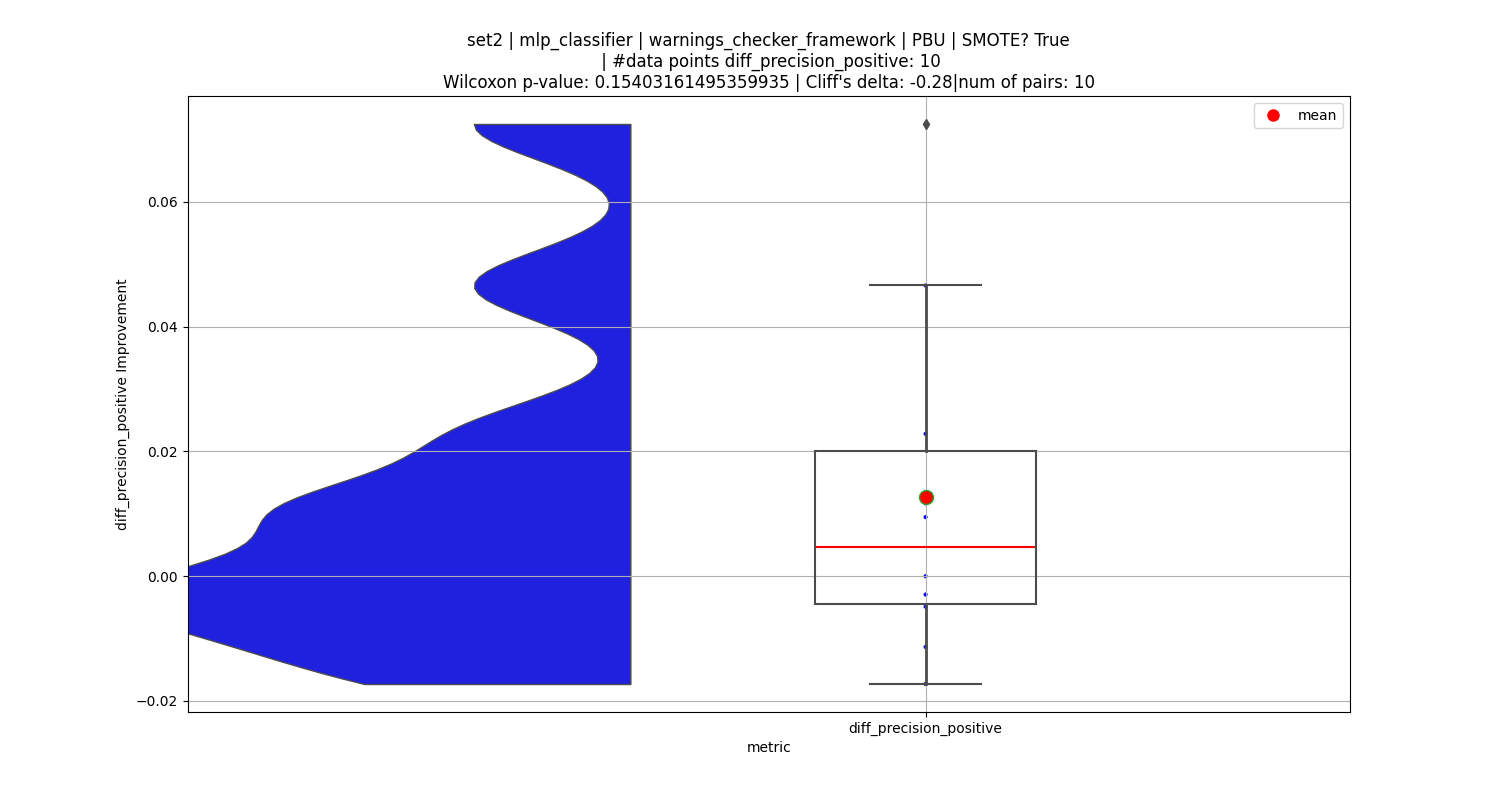 set2 | mlp_classifier | warnings_checker_framework | PBU | SMOTE? True
| #data points diff_precision_positive: 10
Wilcoxon p-value: 0.15403161495359935 | Cliff's delta: -0.28|num of pairs: 10
mean
diff_precision_positive Improvement
0.06
0.04
0.02
0.00
−0.02
diff_precision_positive
metric